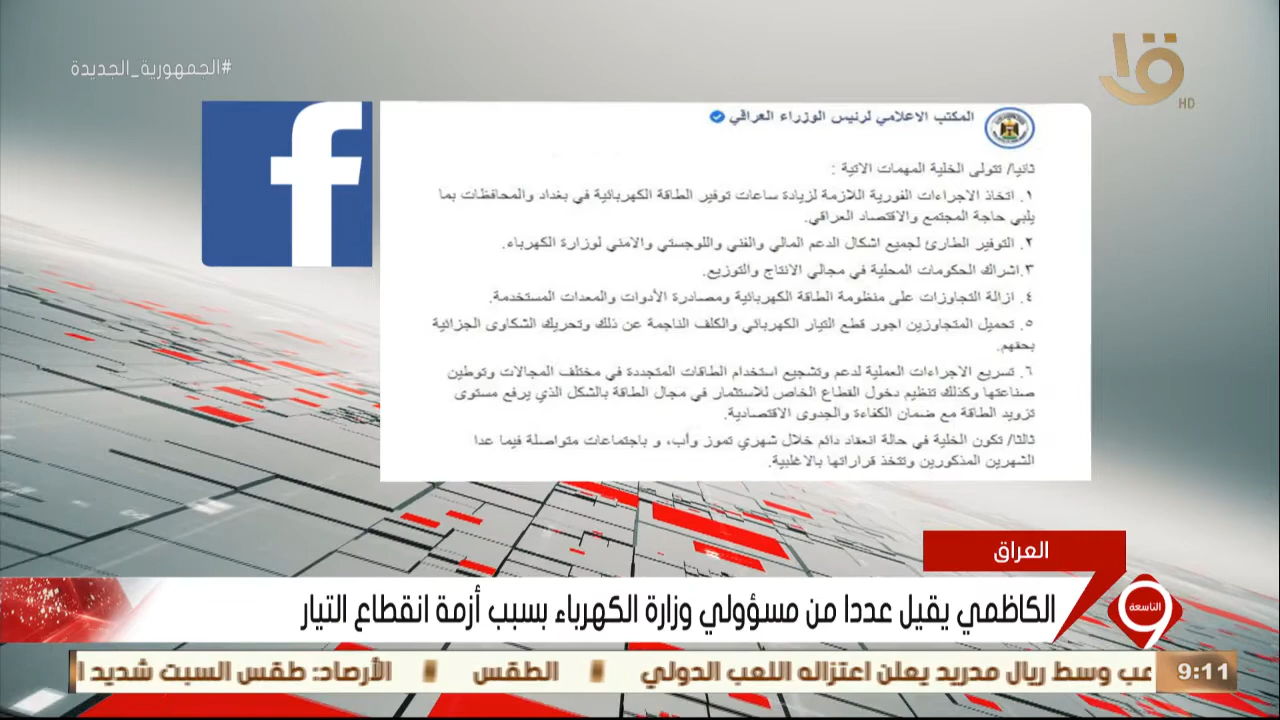 #الجمهورية_الجديدة
HD
المكتب الاعلامي لرئيس الوزراء العراقي
ثانيا/ تتولى الخلية المهمات الاتية :
١. اتخاذ الاجراءات الفورية اللازمة لزيادة ساعات توفير الطاقة الكهربائية في بغداد والمحافظات بما
يلبي حاجة المجتمع والاقتصاد العراقي.
٢. التوفير الطارئ لجميع اشكال الدعم المالي والفني واللوجستي والامني لوزارة الكهرباء.
٣.اشراك الحكومات المحلية في مجالي الانتاج والتوزيع.
٤. ازالة التجاوزات على منظومة الطاقة الكهربائية ومصادرة الأدوات والمعدات المستخدمة.
٥. تحميل المتجاوزين اجور قطع التيار الكهربائي والكلف الناجمة عن ذلك وتحريك الشكاوى الجزائية
بحقهم.
٦. تسريع الاجراءات العملية لدعم وتشجيع استخدام الطاقات المتجددة في مختلف المجالات وتوطين
صناعتها وكذلك تنظيم دخول القطاع الخاص للاستثمار في مجال الطاقة بالشكل الذي يرفع مستوى
تزويد الطاقة مع ضمان الكفاءة والجدوى الاقتصادية.
ثالثا/ تكون الخلية في حالة انعقاد دائم خلال شهري تموز وأب، و باجتماعات متواصلة فيما عدا
الشهرين المذكورين وتتخذ قراراتها بالاغلبية.
العراق
الكاظمي يقيل عددا من مسؤولي وزارة الكهرباء بسبب أزمة انقطاع التيار
التاسعة
9:11
عب وسط ريال مدريد يعلن اعتزاله اللعب الدولي الطقس الأرصاد: طقس السبت شديد ا